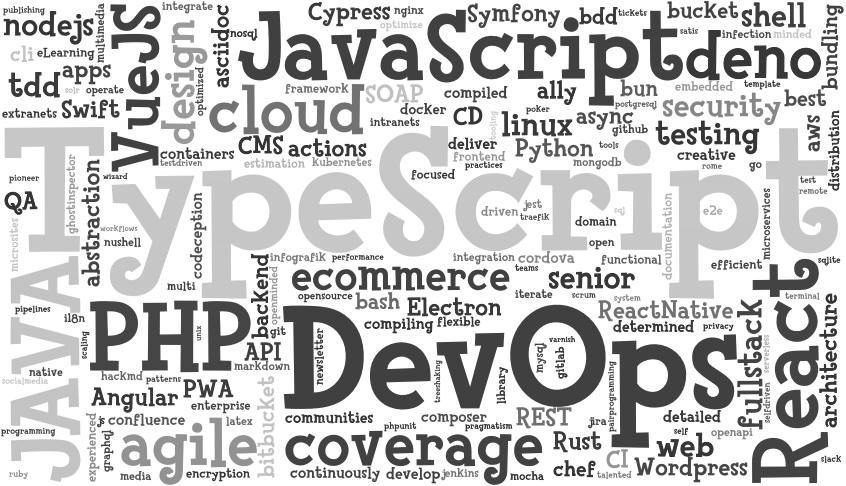 publishing
nodejs
cli
eLearning
multimedia
VueJS
integrate
design
optimized
asciidoc
nosql
JavaScript
Cypress
nginx
optimize
Symfony
bdd
tickets
bucket
shell
satis
infection
minded
deno
bundling
tdd
apps
solr
operate
extranets
Swift
cloud
framework
SOAP
docker
intranets
compiled
CD
tooling
ally
poker
linux
bun
async
postgresql
github
embedded
template
security
best
testing
aws
distribution
containers
testdriven
CMS
actions
estimation
Kubernetes
deliver
frontend
practices
focused
Python
tools
mongodb
creative
rome
go
test
remote
TypeScript
pioneer
wizard
QA
ghostinspector
abstraction
microsites
workflows
nushell
codeception
multi
driven
jest
traefik
sql
domain
open
documentation
e2e
microservices
efficient
sqlite
JAVA
infografik
performance
integration
cordova
functional
backend
openminded
ecommerce
teams
senior
opensource
bash
Electron
iterate
scrum
system
ReactNative
terminal
React
pipelines
i18n
scaling
PHP
unix
git
API
markdown
compiling
flexible
determined
privacy
DevOps
newsletter
treeshaking
library
mysql
gitlab
varnish
pairprogramming
fullstack
serverless
selfdriven
architecture
native
socialmedia
hackmd
patterns
PWA
Angular
enterprise
bitbucket
programming
experienced
js
confluence
graphql
latex
communities
phpunit
composer
pragmatism
REST
jira
detailed
self
openapi
agile
coverage
Rust
web
ruby
media
encryption
continuously
develop
jenkins
mocha
chef
CI
talented
Wordpress
slack